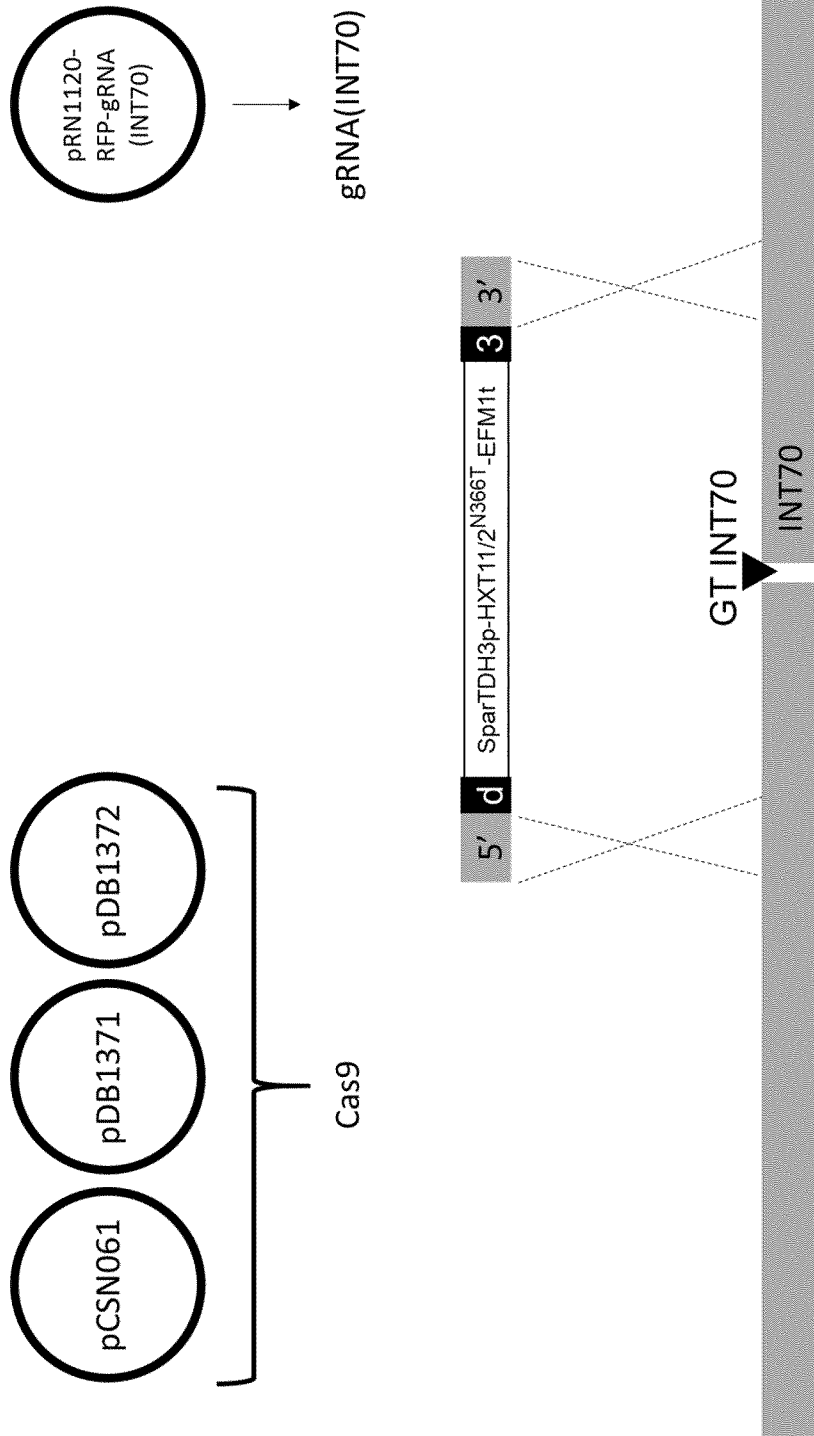 pCSN061
pDB1371
pDB1372
pRN1120-
RFP-gRNA
(INT70)
Cas9
gRNA(INT70)
5’
d
SparTDH3p-HXT11/2N366T-EFM1t
3
3’
GT INT70
INT70